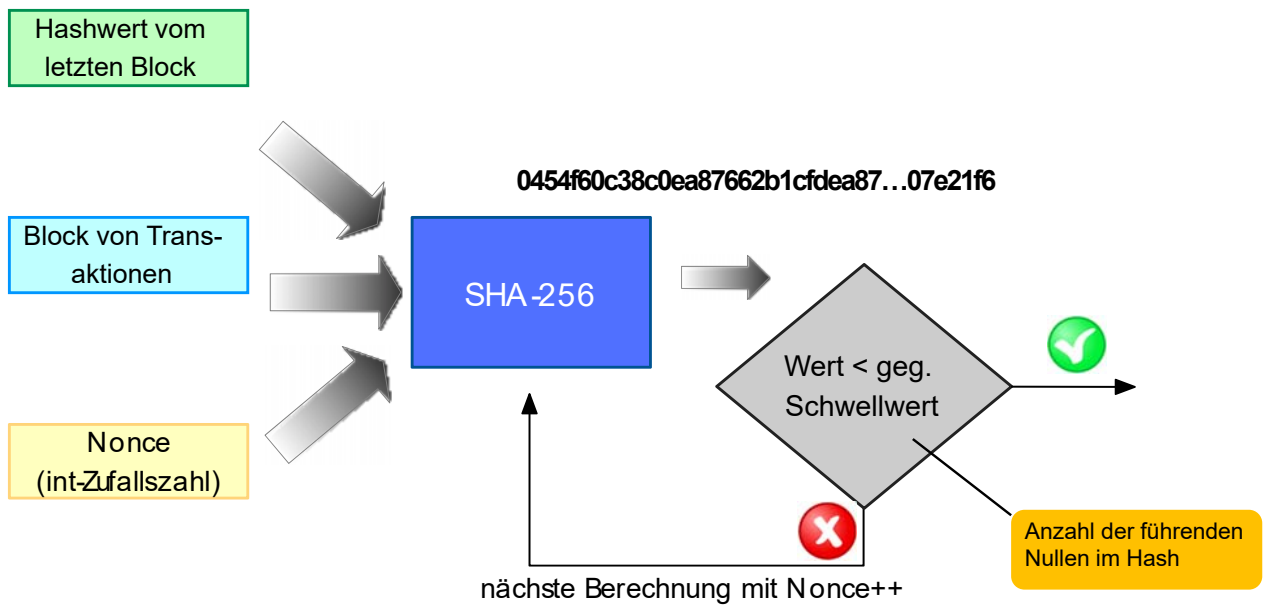 Hashwert vom
letzten Block
0454f60c38c0ea87662b1cfdea87...07e21f6
Block von Trans-
aktionen
SHA-256
Wert < geg.
Schwellwert
Nonce
(int-Zufallszahl)
Anzahl der führenden
Nullen im Hash
nächste Berechnung mit Nonce++